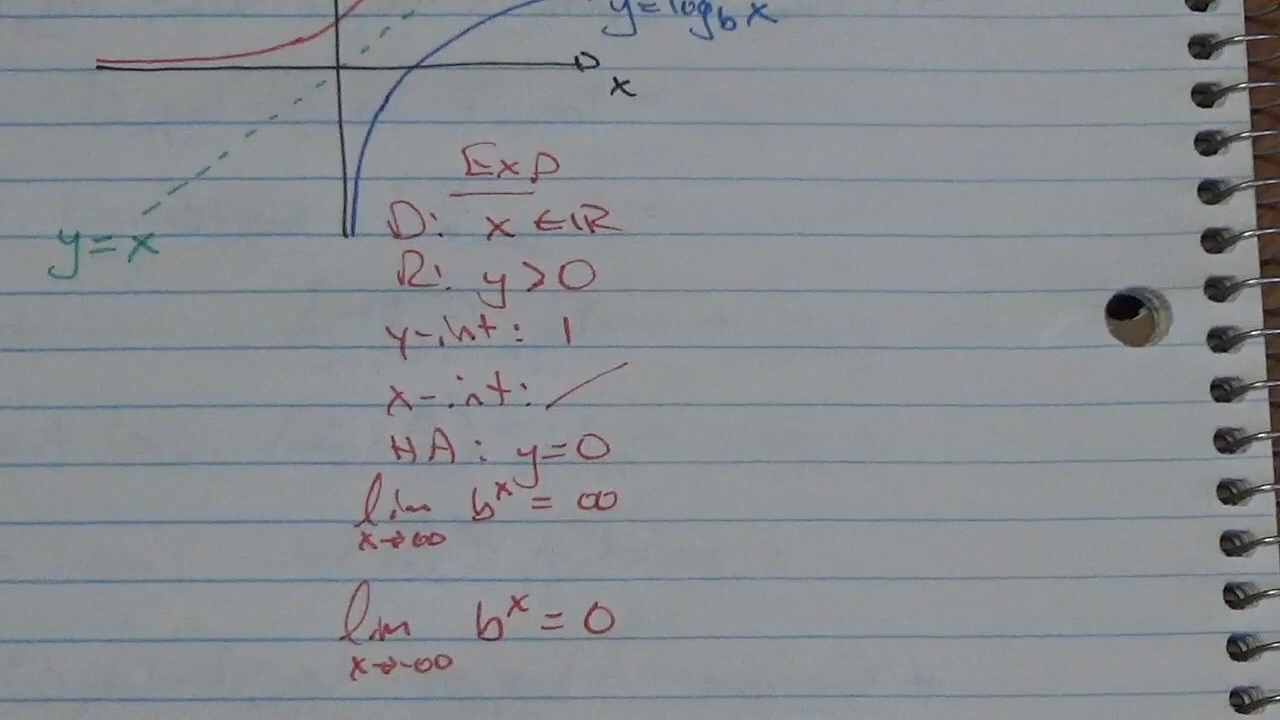 y=log_b x
x
Exp
y=x
D: x ∈ ℝ
R: y>0
y-int: 1
x-int: ⁄
HA: y=0
lim b^x = ∞
x→∞
lim b^x = 0
x→-∞